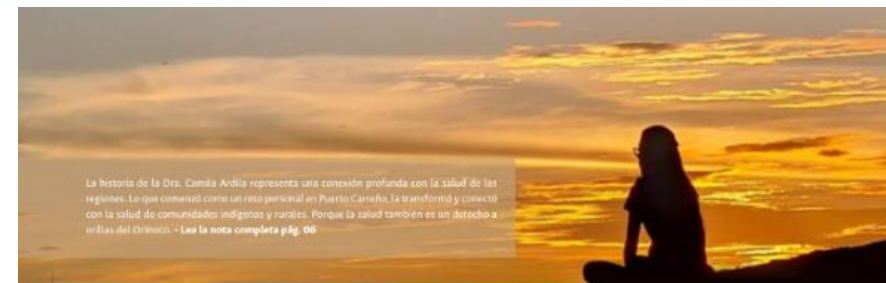 La historia de la Dra. Camila Ardila representa una conexión profunda con la salud de las
regiones. Lo que comenzó como un reto personal en Puerto Carreño, la transformó y conectó
con la salud de comunidades indígenas y rurales. Porque la salud también es un derecho a
orillas del Orinoco. - Lea la nota completa pág. 06